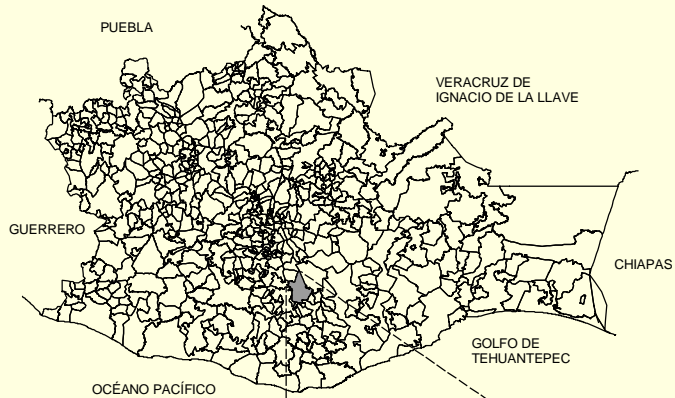 PUEBLA
VERACRUZ DE
IGNACIO DE LA LLAVE
GUERRERO
CHIAPAS
GOLFO DE
TEHUANTEPEC
OCÉANO PACÍFICO